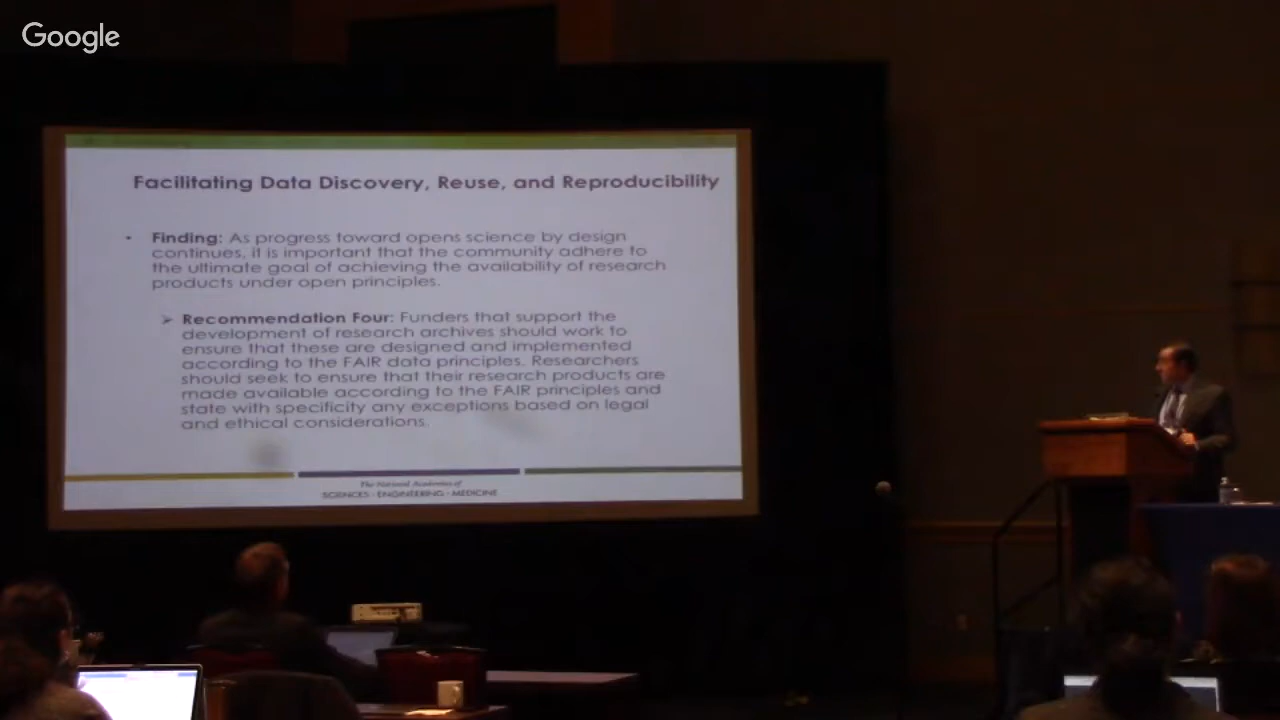 Google
Facilitating Data Discovery, Reuse, and Reproducibility
• Finding: As progress toward opens science by design
continues, it is important that the community adhere to
the ultimate goal of achieving the availability of research
products under open principles.
➢ Recommendation Four: Funders that support the
development of research archives should work to
ensure that these are designed and implemented
according to the FAIR data principles. Researchers
should seek to ensure that their research products are
made available according to the FAIR principles and
state with specificity any exceptions based on legal
and ethical considerations.
The National Academies of
SCIENCES · ENGINEERING · MEDICINE